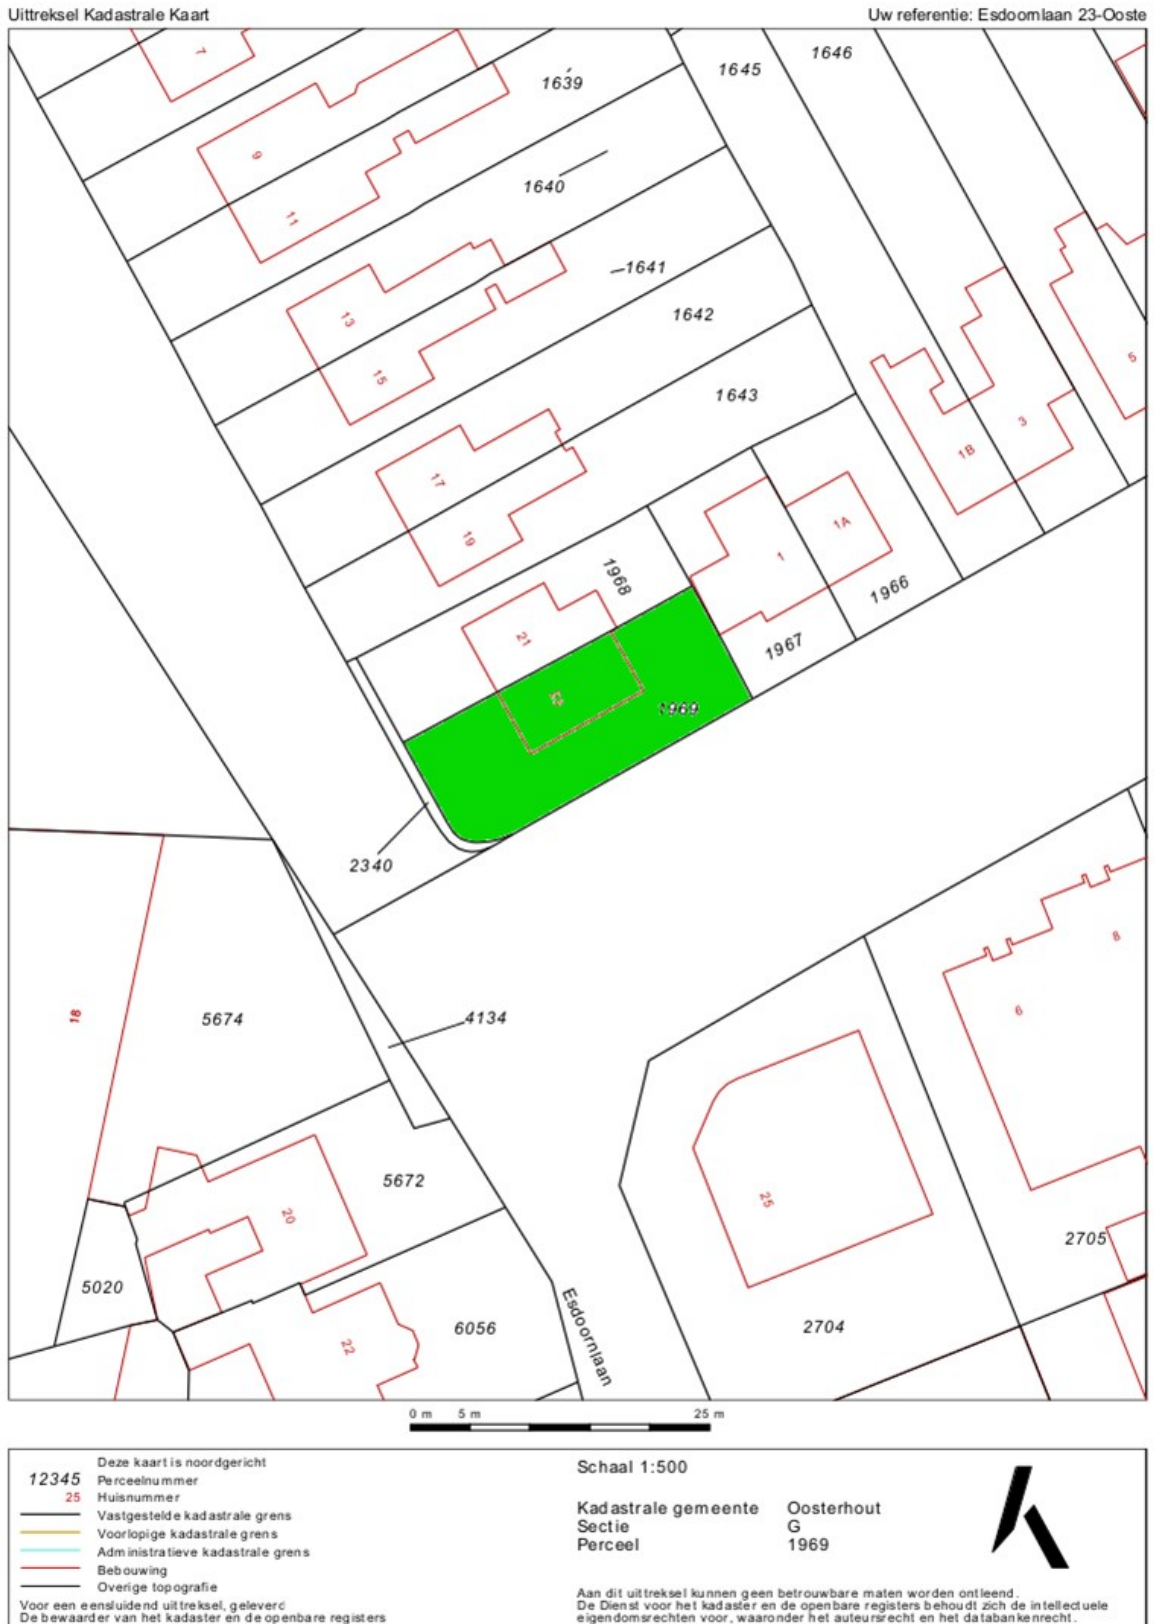 Uittreksel Kadastrale Kaart
Uw referentie: Esdoornlaan 23-Ooste
7
1639
1645
1646
9
1640
11
1641
13
1642
15
5
1643
17
3
1B
19
1A
1968
1
1966
21
1967
1969
2340
8
18
5674
4134
6
5672
25
20
2705
5020
6056
2704
22
Esdoornlaan
0 m 5 m 25 m
Deze kaart is noordgericht
12345 Perceelnummer
25 Huisnummer
Vastgestelde kadastrale grens
Voorlopige kadastrale grens
Administratieve kadastrale grens
Bebouwing
Overige topografie
Voor een eensluidend uittreksel, geleverd
De bewaarder van het kadaster en de openbare registers
Schaal 1:500
Kadastrale gemeente Oosterhout
Sectie G
Perceel 1969
Aan dit uittreksel kunnen geen betrouwbare maten worden ontleend.
De Dienst voor het kadaster en de openbare registers behoudt zich de intellectuele
eigendomsrechten voor, waaronder het auteursrecht en het databankenrecht.